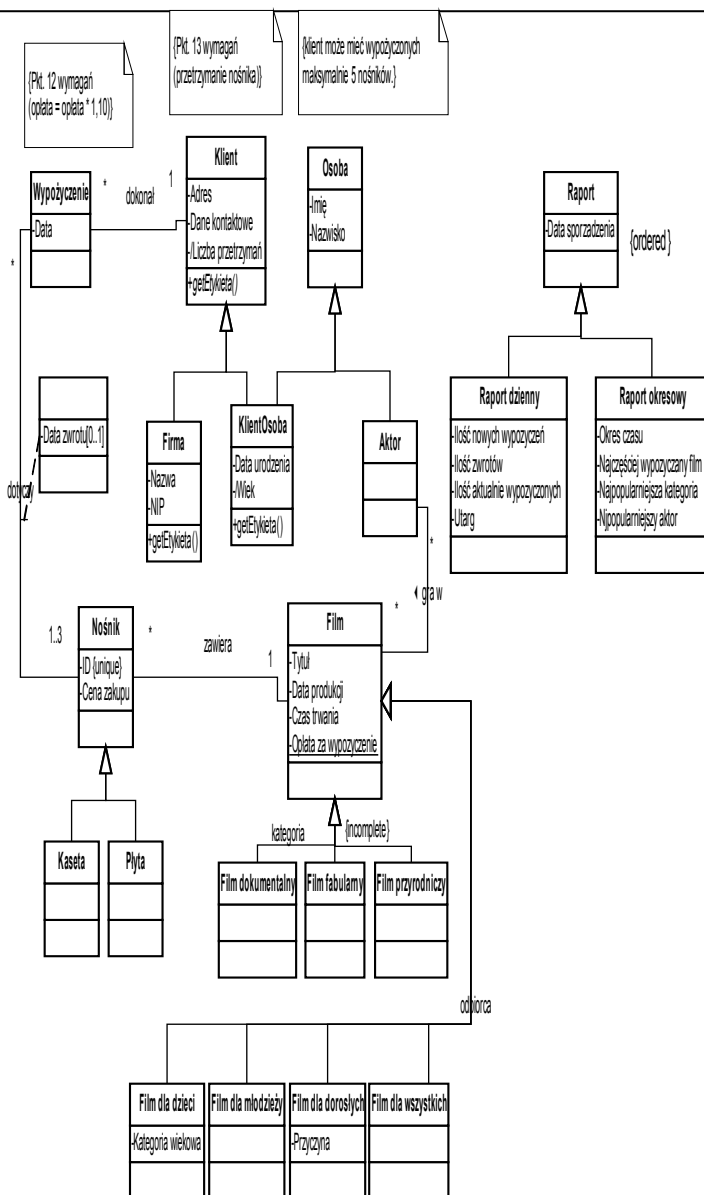 {Pkt. 12 wymagań
(opłata = opłata * 1,10)}
{Pkt. 13 wymagań
(przetrzymanie nośnika)}
{klient może mieć wypożyczonych
maksymalnie 5 nośników.}
Wypożyczenie
-Data
*
dokonał
1
*
Klient
-Adres
-Dane kontaktowe
-/Liczba przetrzymań
+getEtykieta()
Osoba
-Imię
-Nazwisko
Raport
-Data sporzadzenia
{ordered }
-Data zwrotu[0..1]
dotyczy
Firma
-Nazwa
-NIP
+getEtykieta()
KlientOsoba
-Data urodzenia
-/Wiek
+getEtykieta()
Aktor
Raport dzienny
-Ilość nowych wypożyczeń
-Ilość zwrotów
-Ilość aktualnie wypożyczonych
-Utarg
Raport okresowy
-Okres czasu
-Najczęściej wypozyczany film
-Najpopularniejsza kategoria
-Njpopularniejszy aktor
*
gra w
*
1..3
Nośnik
-ID {unique}
-Cena zakupu
*
zawiera
1
Film
-Tytuł
-Data produkcji
-Czas trwania
-Opłata za wypozyczenie
kategoria
{incomplete}
Kaseta
Płyta
Film dokumentalny
Film fabularny
Film przyrodniczy
odbiorca
Film dla dzieci
-Kategoria wiekowa
Film dla młodzieży
Film dla dorosłych
-Przyczyna
Film dla wszystkich